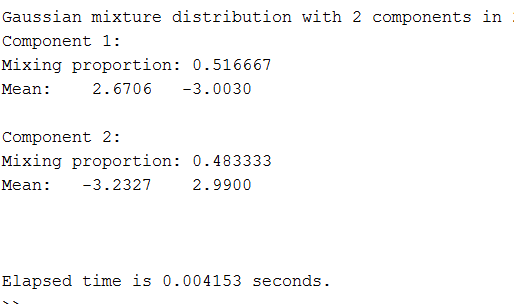 Gaussian mixture distribution with 2 components in
Component 1:
Mixing proportion: 0.516667
Mean: 2.6706 -3.0030
Component 2:
Mixing proportion: 0.483333
Mean: -3.2327 2.9900
Elapsed time is 0.004153 seconds.
>>